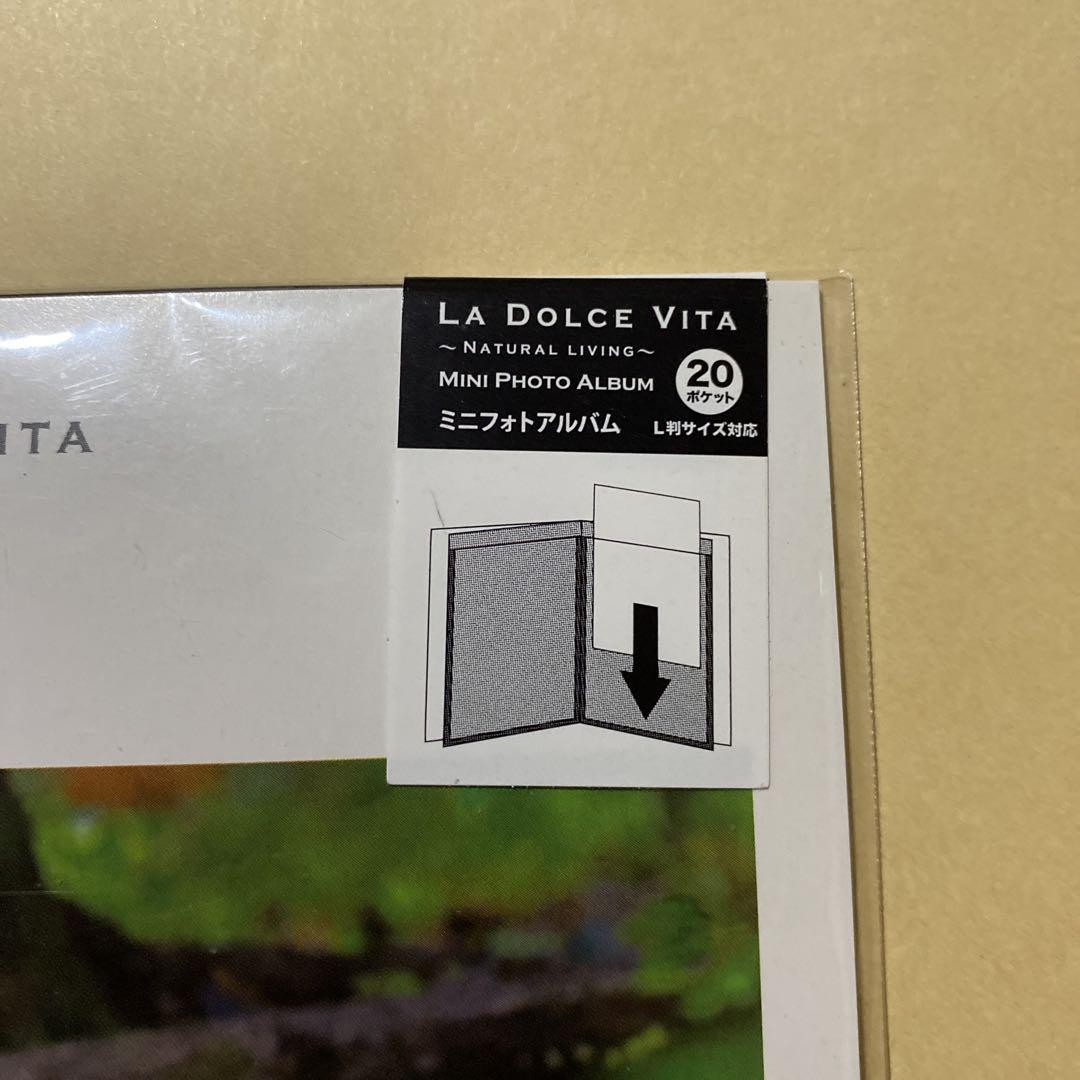 LA DOLCE VITA
~ NATURAL LIVING ~
MINI PHOTO ALBUM
20
ポケット
ミニフォトアルバム
L判サイズ対応
ITA